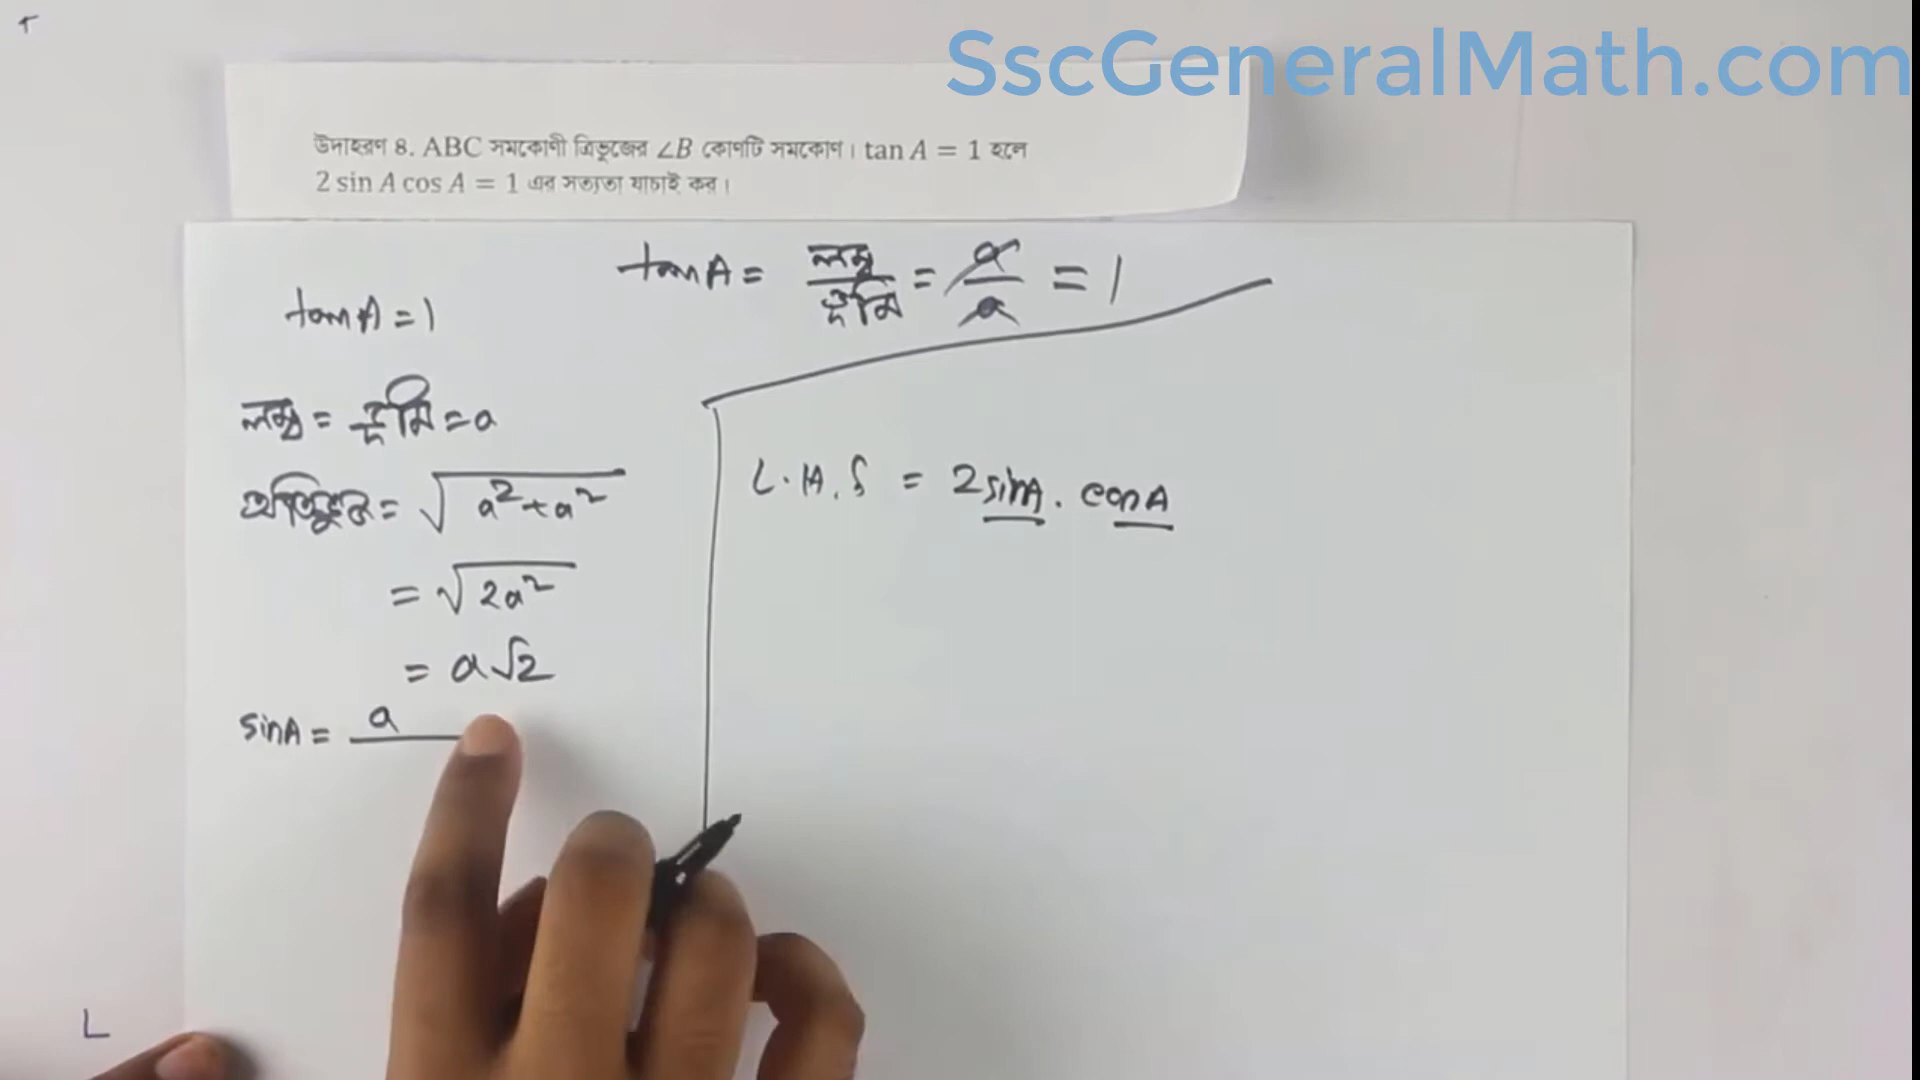 SscGeneralMath.com
উদাহরণ 8. ABC সমকোণী ত্রিভুজের ∠B কোণটি সমকোণ। tan A = 1 হলে
2 sin A cos A = 1 এর সত্যতা যাচাই কর।
tanA = লম্ব/ভূমি = a/a = 1
tanA = 1
লম্ব = ভূমি = a
অতিভুজ = √(a²+a²)
= √(2a²)
= a√2
sinA = a
L.H.S = 2sinA . cosA